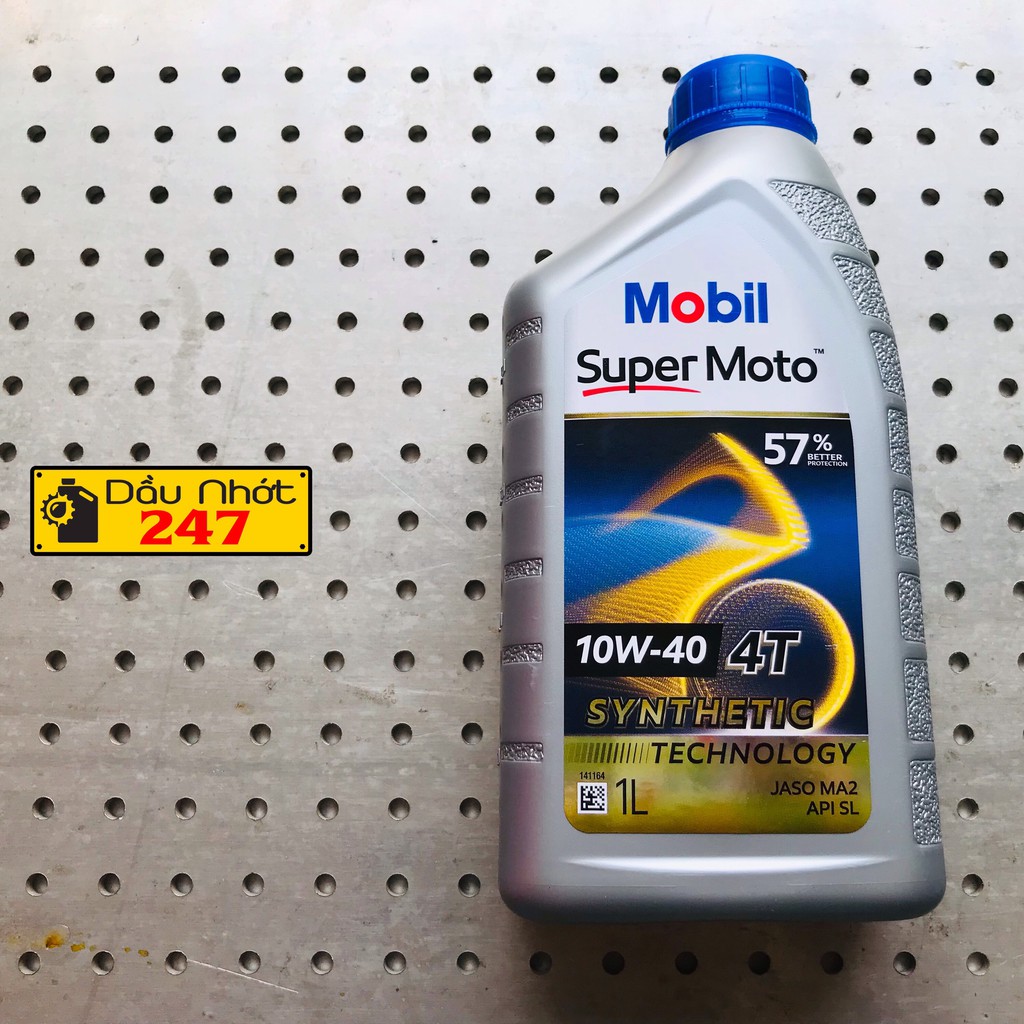 Mobil
Super Moto™
57% BETTER
PROTECTION
Dầu Nhớt
247
10W-40 4T
SYNTHETIC
TECHNOLOGY
141164
1L
JASO MA2
API SL